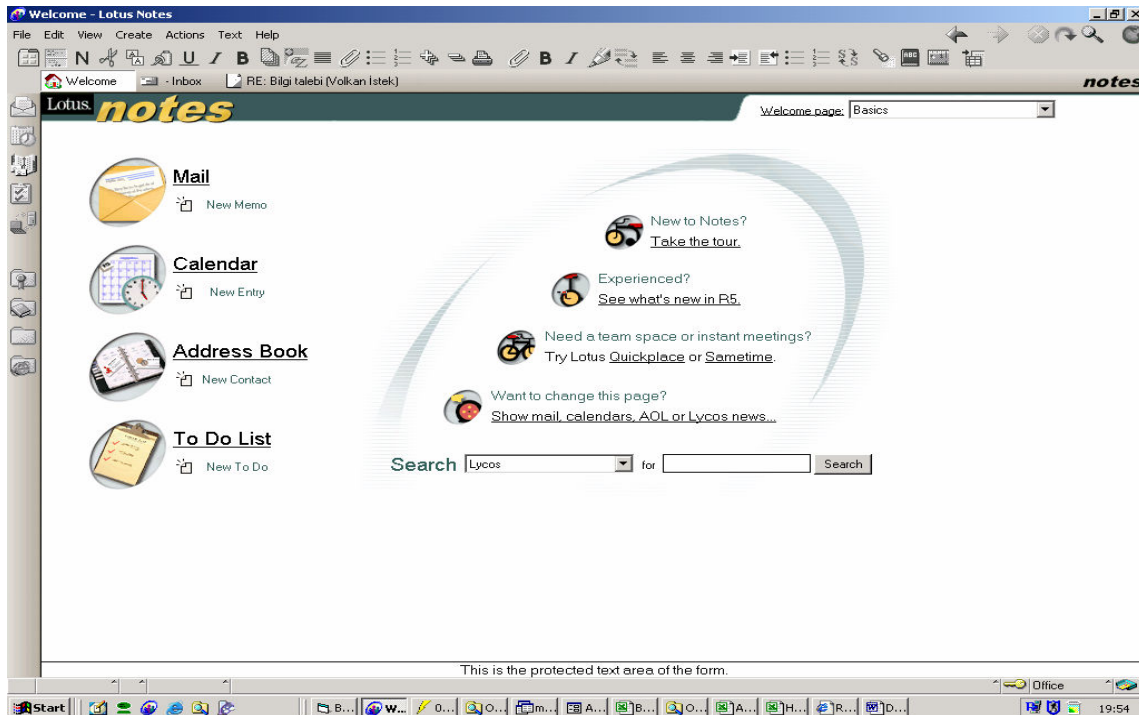 Welcome - Lotus Notes
File Edit View Create Actions Text Help
Welcome - Inbox RE: Bilgi talebi (Volkan İstek) notes
Lotus. notes
Welcome page: Basics
Mail
New Memo
New to Notes?
Take the tour.
Calendar
New Entry
Experienced?
See what's new in R5.
Need a team space or instant meetings?
Try Lotus Quickplace or Sametime.
Address Book
New Contact
Want to change this page?
Show mail, calendars, AOL or Lycos news...
To Do List
New To Do
Search Lycos for Search
This is the protected text area of the form.
Office
Start B... W... 0... O... m... A... B... O... A... H... R... D... 19:54